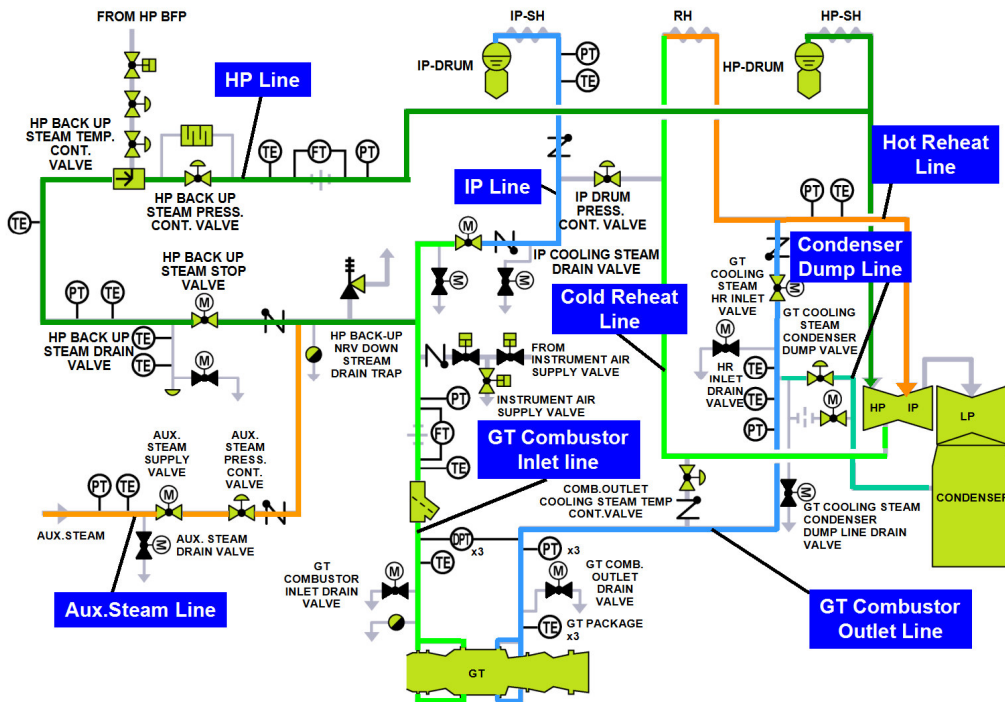 FROM HP BFP
IP-SH
RH
HP-SH
IP-DRUM
PT
TE
HP-DRUM
HP Line
HP BACK UP
STEAM TEMP.
CONT.
VALVE
TE
FT
PT
Hot Reheat
Line
HP BACK UP
STEAM PRESS.
CONT. VALVE
IP Line
IP DRUM
PRESS.
CONT. VALVE
PT
TE
TE
M
IP COOLING STEAM
DRAIN VALVE
M
M
HP BACK UP
STEAM STOP
VALVE
M
GT
COOLING
STEAM
HR INLET
VALVE
M
Condenser
Dump Line
PT
TE
Cold Reheat
Line
GT COOLING
STEAM
CONDENSER
DUMP VALVE
HP BACK UP
STEAM DRAIN
VALVE
TE
TE
M
HP BACK-UP
NRV DOWN
STREAM
DRAIN TRAP
FROM
INSTRUMENT AIR
SUPPLY VALVE
INSTRUMENT AIR
SUPPLY VALVE
M
HR
INLET
DRAIN
VALVE
TE
TE
PT
M
HP
IP
LP
PT
FT
TE
GT Combustor
Inlet line
AUX.
STEAM
SUPPLY
VALVE
AUX.
STEAM
PRESS.
CONT.
VALVE
PT
TE
M
AUX.STEAM
M
AUX. STEAM
DRAIN VALVE
COMB.OUTLET
COOLING STEAM TEMP
CONT.VALVE
M
GT COOLING STEAM
CONDENSER
DUMP LINE DRAIN
VALVE
CONDENSER
DPT
x3
PT
x3
TE
Aux.Steam Line
GT
COMBUSTOR
INLET DRAIN
VALVE
M
M
GT COMB.
OUTLET
DRAIN
VALVE
TE
GT PACKAGE
x3
GT Combustor
Outlet Line
GT